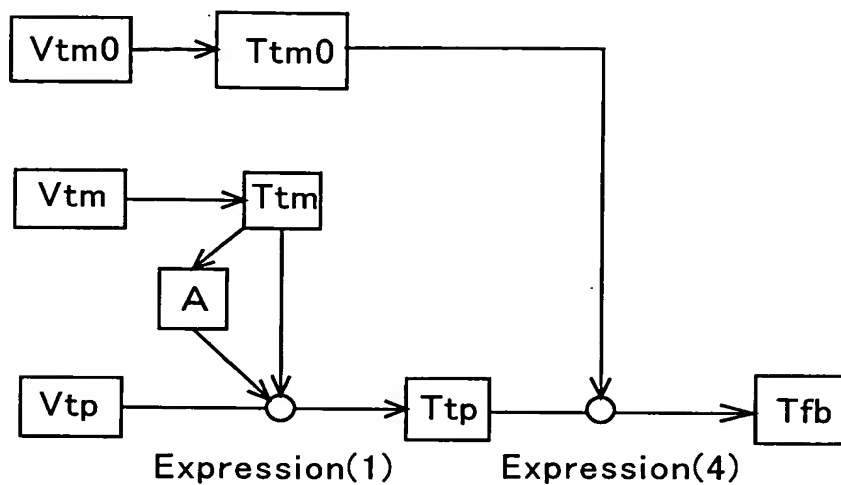 Vtm0
Ttm0
Vtm
Ttm
A
Vtp
Ttp
Tfb
Expression(1)
Expression(4)